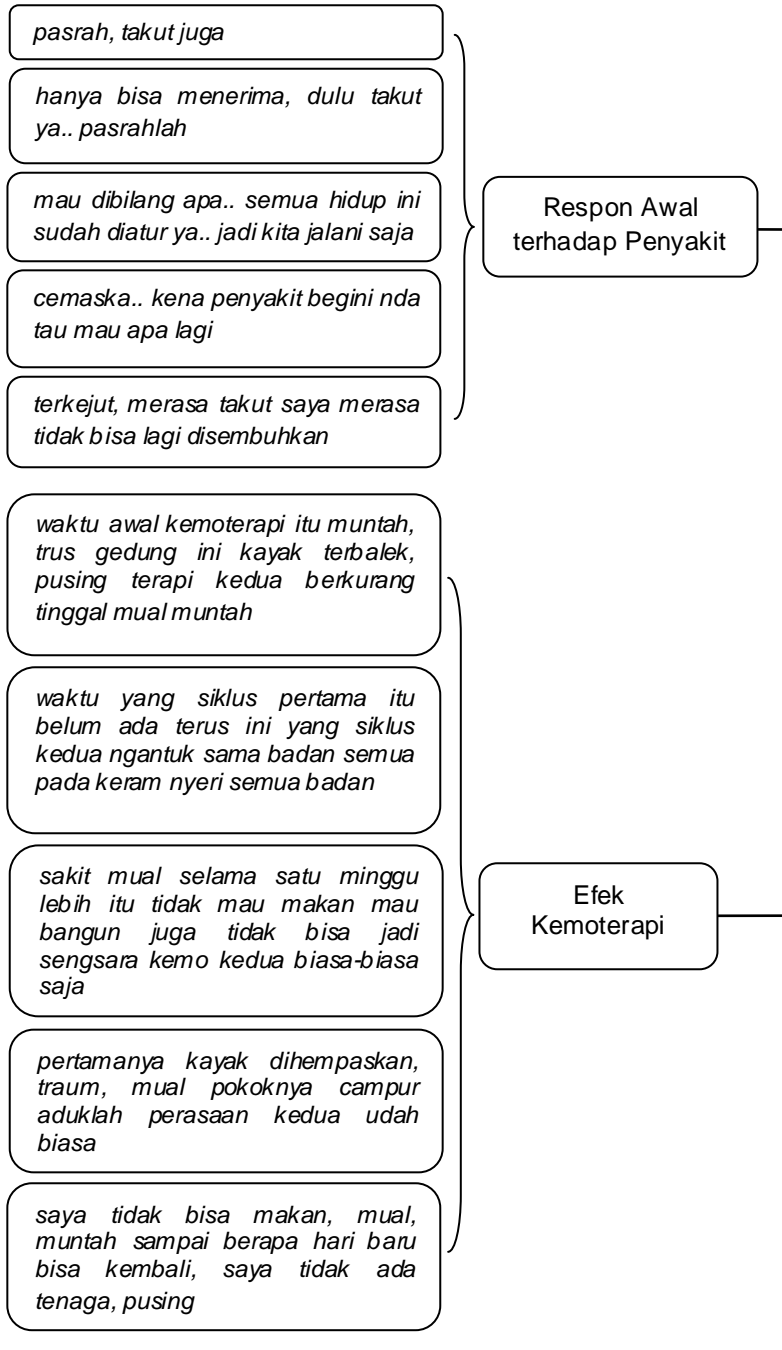 pasrah, takut juga
hanya bisa menerima, dulu takut
ya.. pasrahlah
mau dibilang apa.. semua hidup ini
sudah diatur ya.. jadi kita jalani saja
cemaska.. kena penyakit begini nda
tau mau apa lagi
terkejut, merasa takut saya merasa
tidak bisa lagi disembuhkan
Respon Awal
terhadap Penyakit
waktu awal kemoterapi itu muntah,
trus gedung ini kayak terbalek,
pusing terapi kedua berkurang
tinggal mual muntah
waktu yang siklus pertama itu
belum ada terus ini yang siklus
kedua ngantuk sama badan semua
pada keram nyeri semua badan
sakit mual selama satu minggu
lebih itu tidak mau makan mau
bangun juga tidak bisa jadi
sengsara kemo kedua biasa-biasa
saja
pertamanya kayak dihempaskan,
traum, mual pokoknya campur
aduklah perasaan kedua udah
biasa
saya tidak bisa makan, mual,
muntah sampai berapa hari baru
bisa kembali, saya tidak ada
tenaga, pusing
Efek
Kemoterapi